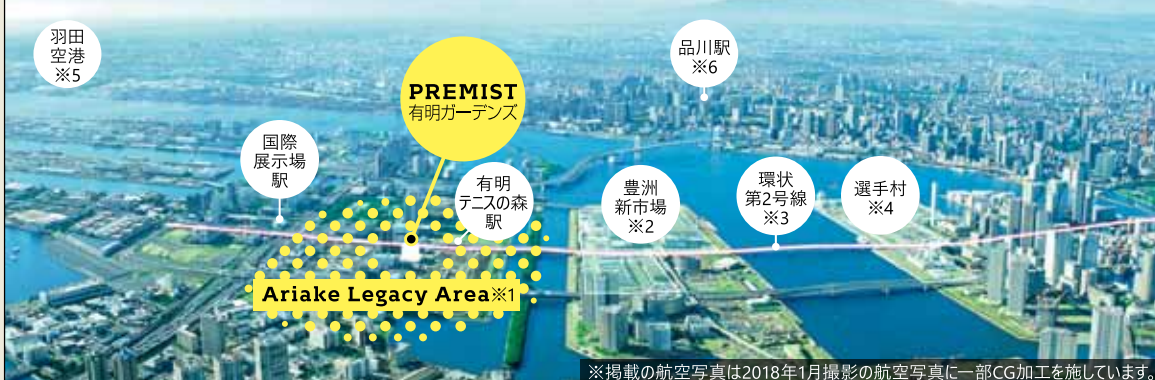 羽田
空港
※5
PREMIST
有明ガーデンズ
品川駅
※6
国際
展示場
駅
有明
テニスの森
駅
豊洲
新市場
※2
環状
第2号線
※3
選手村
※4
Ariake Legacy Area※1
※掲載の航空写真は2018年1月撮影の航空写真に一部CG加工を施しています。